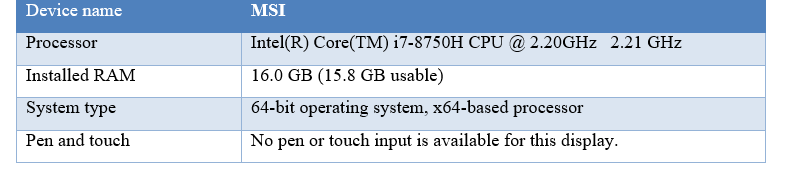 Device name MSI
Processor Intel(R) Core(TM) i7-8750H CPU @ 2.20GHz 2.21 GHz
Installed RAM 16.0 GB (15.8 GB usable)
System type 64-bit operating system, x64-based processor
Pen and touch No pen or touch input is available for this display.